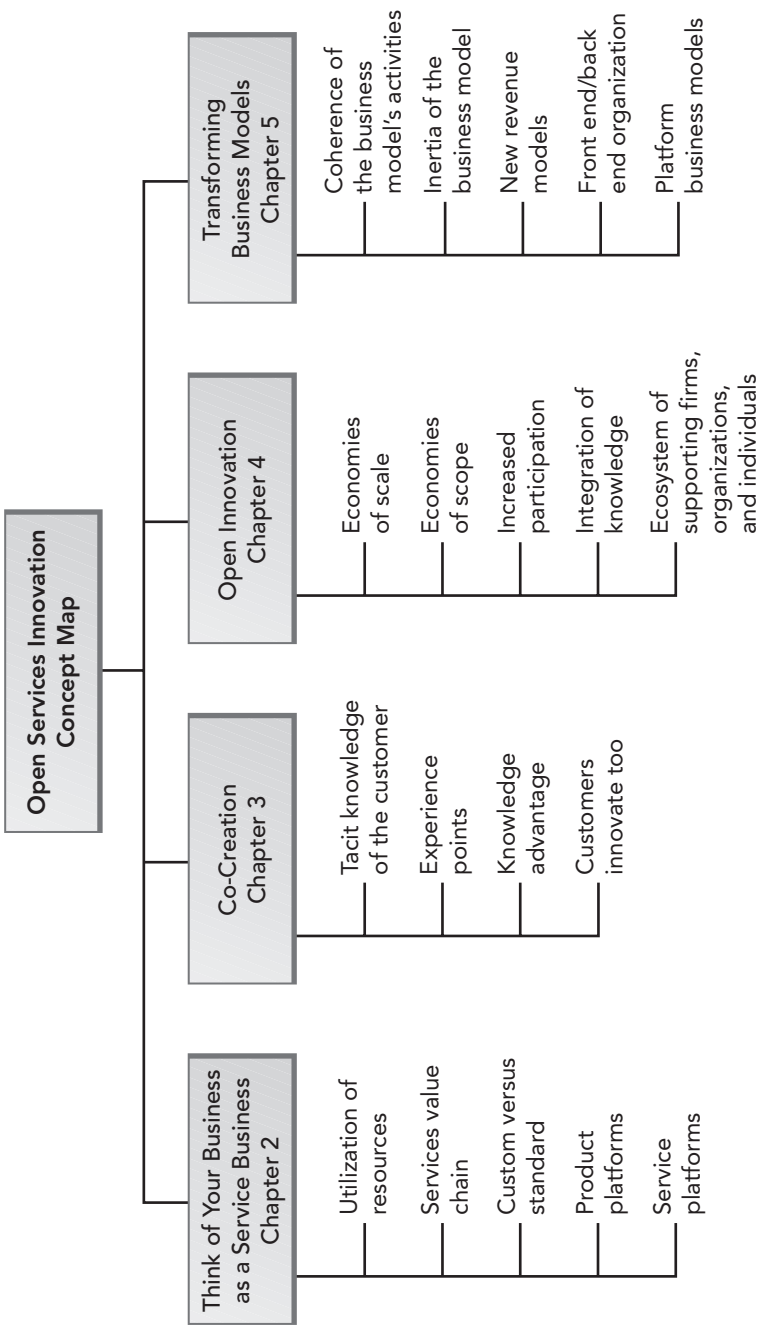 Open Services Innovation
Concept Map
Think of Your Business
as a Service Business
Chapter 2
Utilization of
resources
Services value
chain
Custom versus
standard
Product
platforms
Service
platforms
Co-Creation
Chapter 3
Tacit knowledge
of the customer
Experience
points
Knowledge
advantage
Customers
innovate too
Open Innovation
Chapter 4
Economies
of scale
Economies
of scope
Increased
participation
Integration of
knowledge
Ecosystem of
supporting firms,
organizations,
and individuals
Transforming
Business Models
Chapter 5
Coherence of
the business
model’s activities
Inertia of the
business model
New revenue
models
Front end/back
end organization
Platform
business models